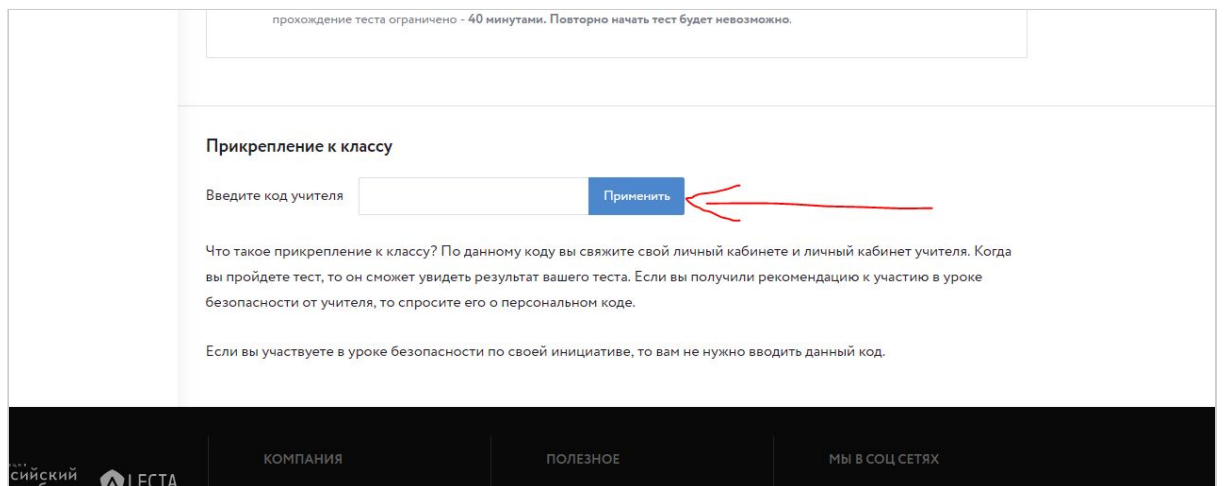 прохождение теста ограничено - 40 минутами. Повторно начать тест будет невозможно.
Прикрепление к классу
Введите код учителя
Применить
Что такое прикрепление к классу? По данному коду вы свяжите свой личный кабинете и личный кабинет учителя. Когда
вы пройдете тест, то он сможет увидеть результат вашего теста. Если вы получили рекомендацию к участию в уроке
безопасности от учителя, то спросите его о персональном коде.
Если вы участвуете в уроке безопасности по своей инициативе, то вам не нужно вводить данный код.
КОМПАНИЯ
ПОЛЕЗНОЕ
МЫ В СОЦ СЕТЯХ
сийский
LECTA